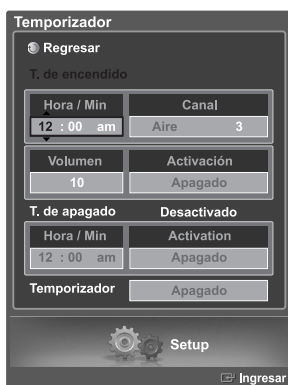 Temporizador
Regresar
T. de encendido
Hora / Min Canal
12 : 00 am Aire 3
Volumen Activación
10 Apagado
T. de apagado Desactivado
Hora / Min Activation
12 : 00 am Apagado
Temporizador Apagado
Setup
Ingresar